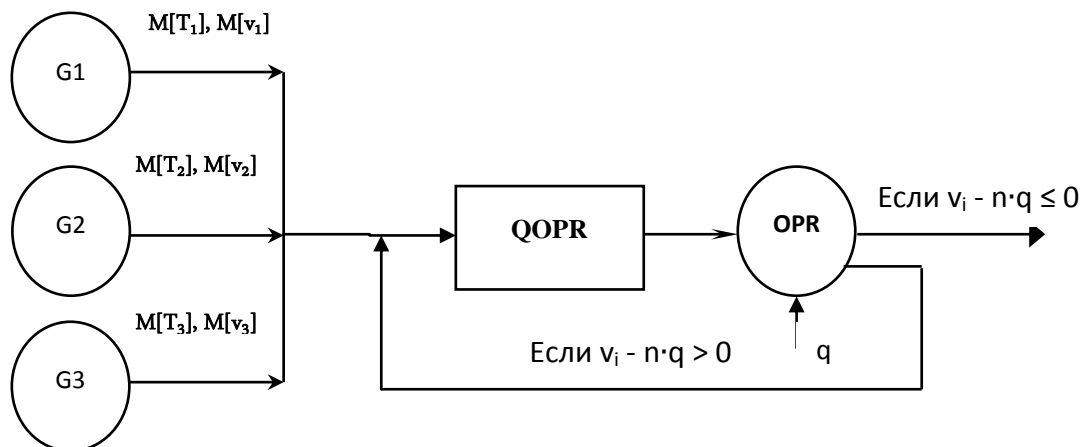 M[T₁], M[v₁]
G1
M[T₂], M[v₂]
G2
QOPR
OPR
Если vᵢ - n·q ≤ 0
M[T₃], M[v₃]
G3
Если vᵢ - n·q > 0
q